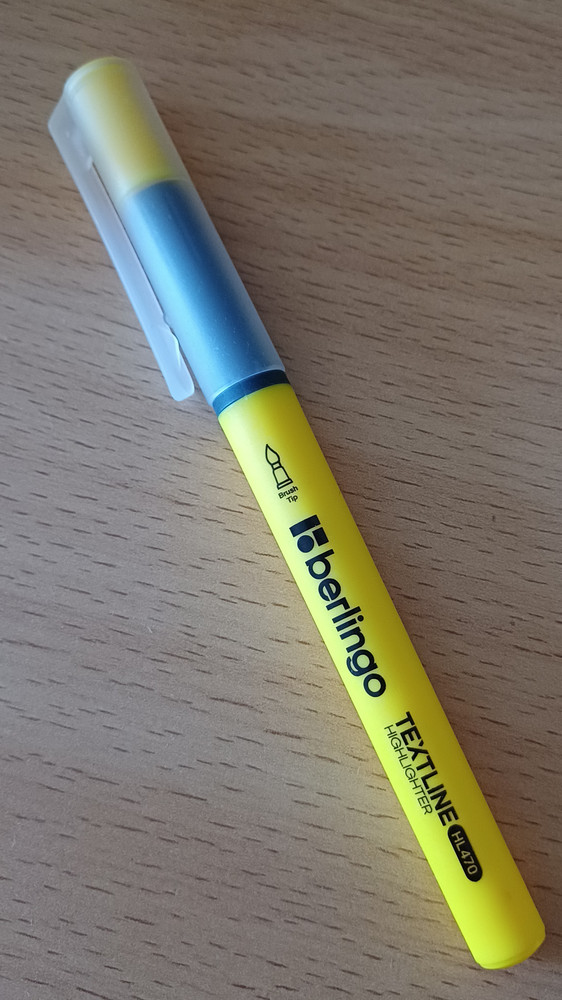 Brush
Tip
berlingo
TEXTLINE HL470
HIGHLIGHTER